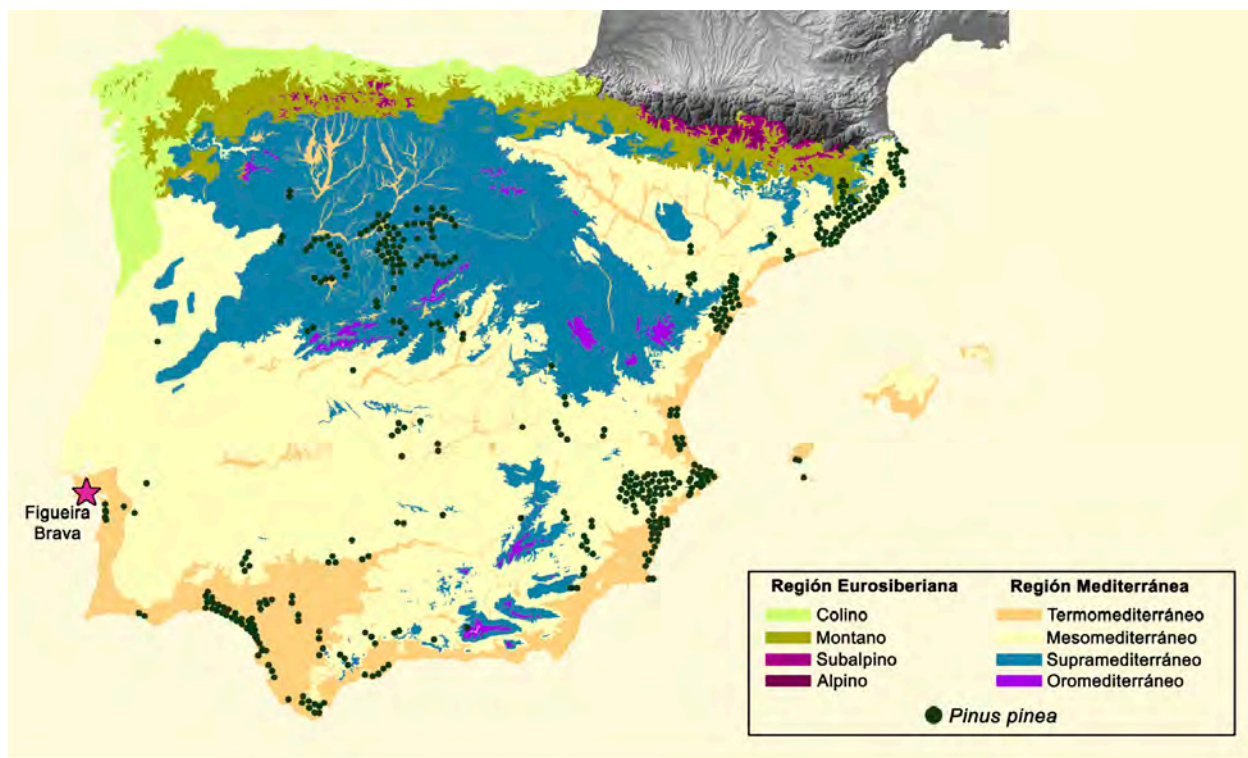 Figueira
Brava
Región Eurosiberiana
Colino
Montano
Subalpino
Alpino
Región Mediterránea
Termomediterráneo
Mesomediterráneo
Supramediterráneo
Oromediterráneo
Pinus pinea